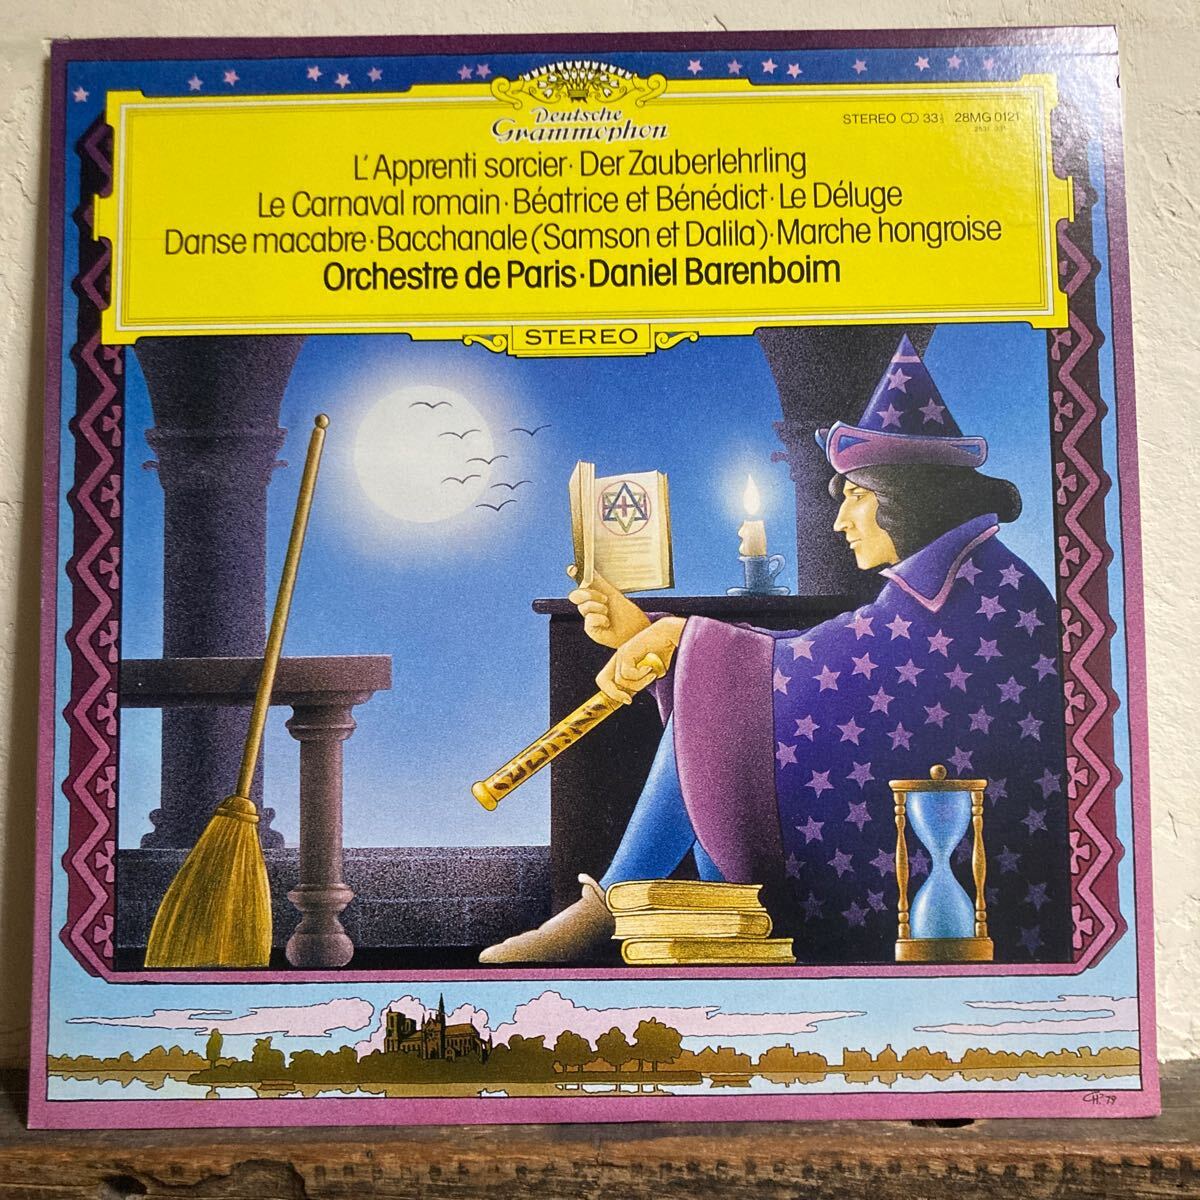 Deutsche
Grammophon
STEREO 33⅓ 28MG 0121
L'Apprenti sorcier · Der Zauberlehrling
Le Carnaval romain · Béatrice et Bénédict · Le Déluge
Danse macabre · Bacchanale (Samson et Dalila) · Marche hongroise
Orchestre de Paris · Daniel Barenboim
STEREO